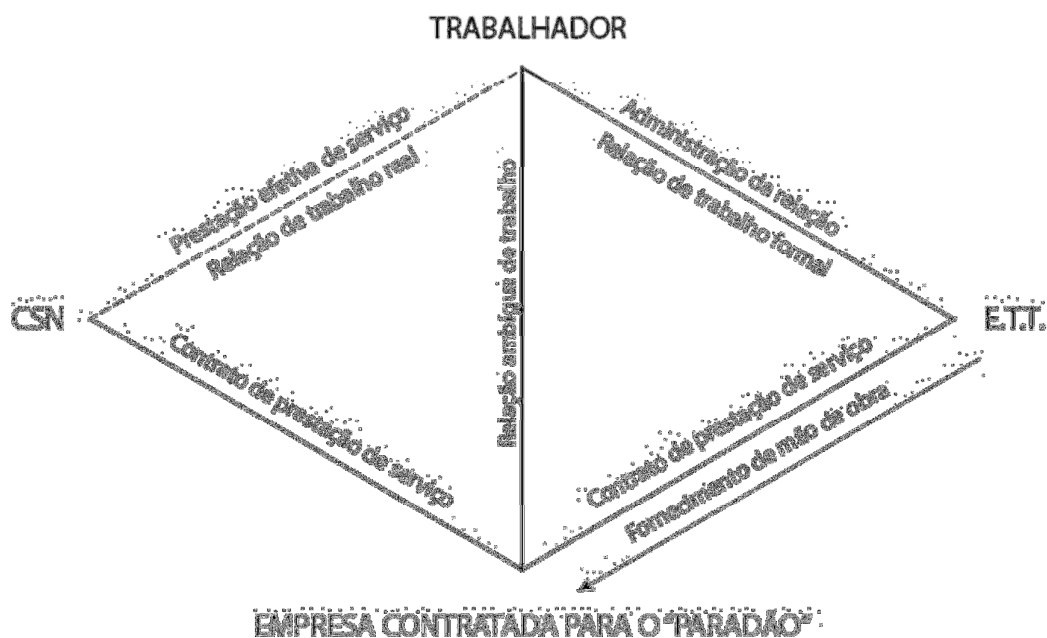 TRABALHADOR
Prestação efetiva de serviço
Relação de trabalho real
Relação ambígua de trabalho
Administração da relação
Relação de trabalho formal
CSN
E.T.T.
Contrato de prestação de serviço
Contrato de prestação de serviço
Fornecimento de mão de obra
EMPRESA CONTRATADA PARA O "PARADÃO"